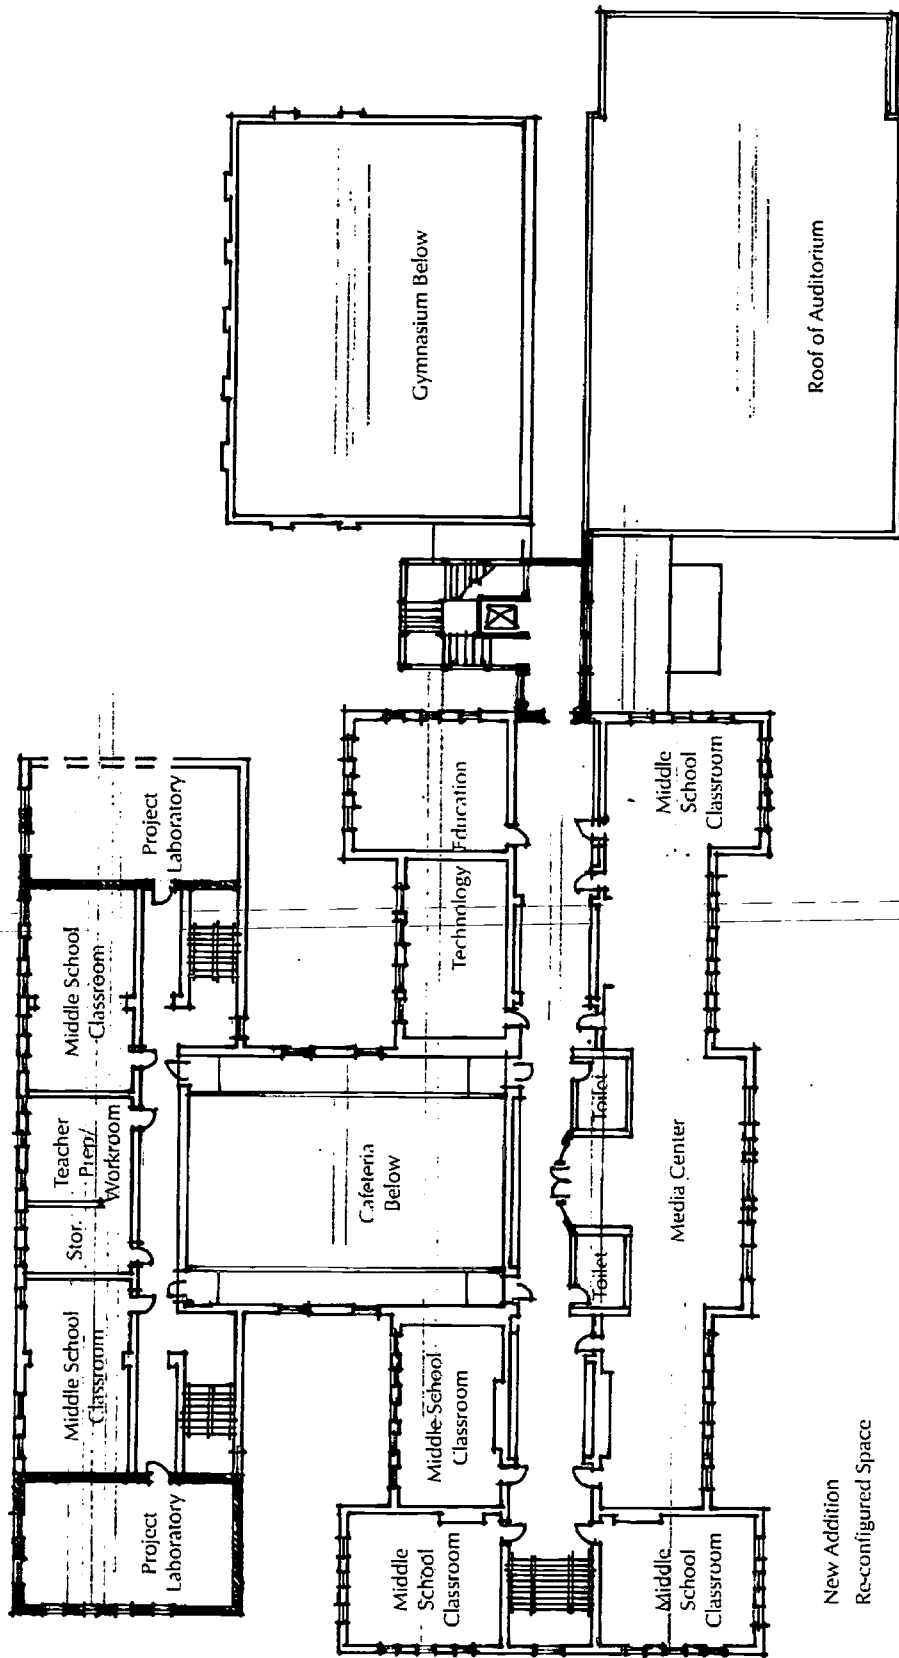 Project
Laboratory
Middle School
Classroom
Stor.
Teacher
Prep/
Workroom
Middle School
Classroom
Project
Laboratory
Middle
School
Classroom
Middle School
Classroom
Cafeteria
Below
Technology Education
Gymnasium Below
Toilet
Toilet
Middle
School
Classroom
Media Center
Middle
School
Classroom
Roof of Auditorium
New Addition
Re-configured Space